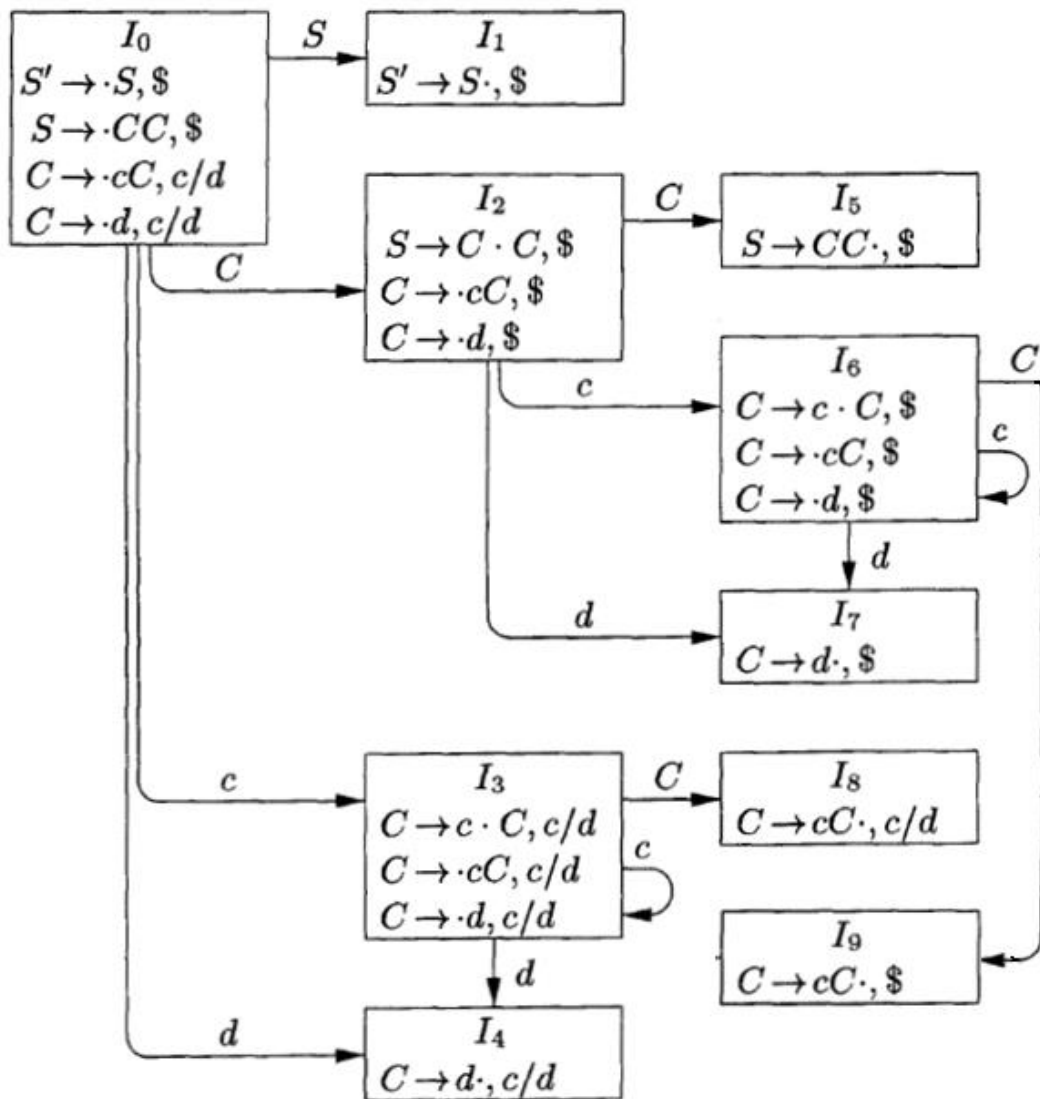 I₀
S' → ·S, $
S → ·CC, $
C → ·cC, c/d
C → ·d, c/d
S
I₁
S' → S·, $
C
I₂
S → C · C, $
C → ·cC, $
C → ·d, $
C
I₅
S → CC·, $
c
I₆
C → c · C, $
C → ·cC, $
C → ·d, $
C
c
d
d
I₇
C → d·, $
c
I₃
C → c · C, c/d
C → ·cC, c/d
C → ·d, c/d
C
c
I₈
C → cC·, c/d
I₉
C → cC·, $
d
d
I₄
C → d·, c/d